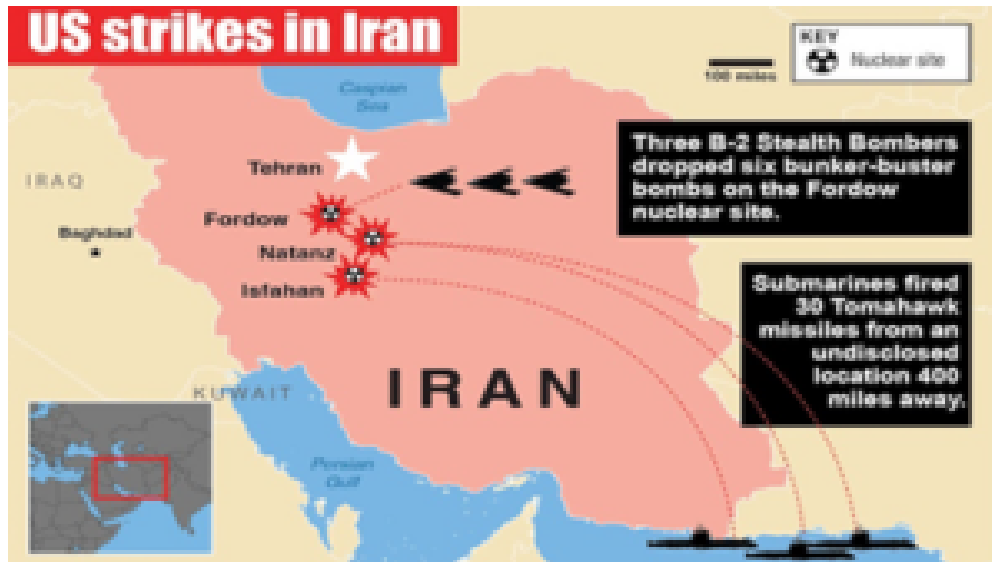 US strikes in Iran
KEY
Nuclear site
100 miles
Caspian
Sea
Three B-2 Stealth Bombers
dropped six bunker-buster
bombs on the Fordow
nuclear site.
Tehran
IRAQ
Fordow
Baghdad
Natanz
Isfahan
Submarines fired
30 Tomahawk
missiles from an
undisclosed
location 400
miles away.
IRAN
KUWAIT
Persian
Gulf